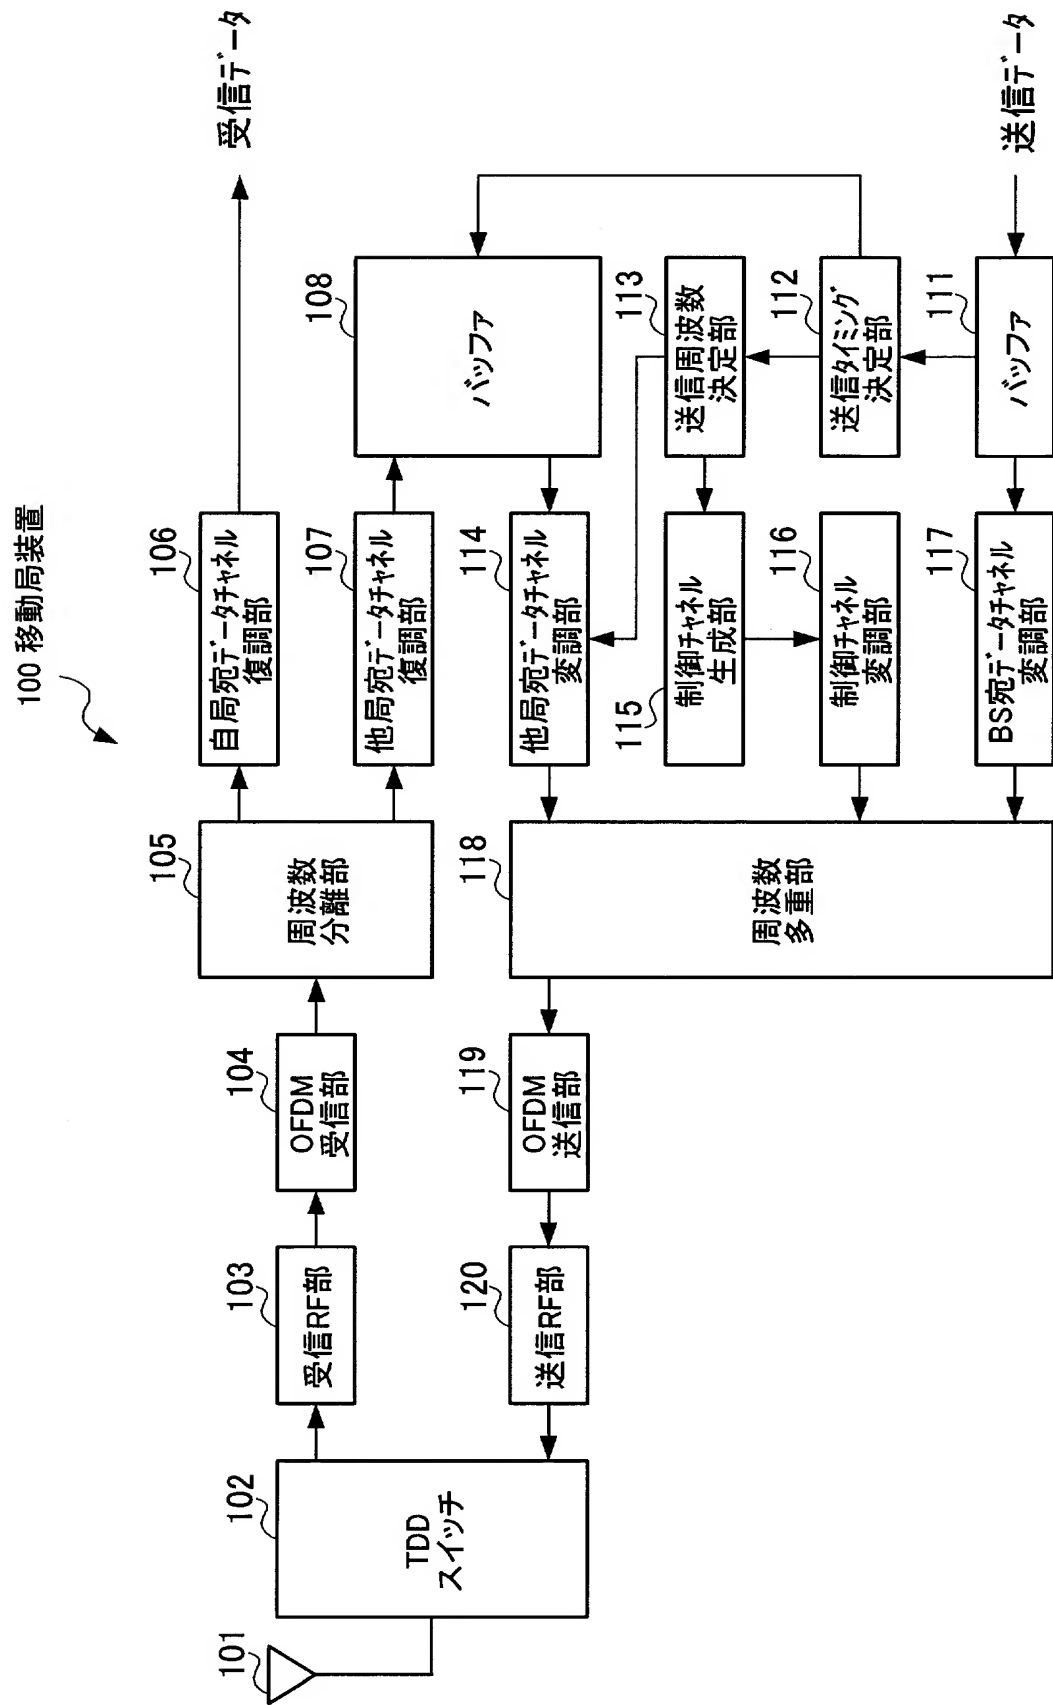 100 移動局装置
101
102
TDD
スイッチ
103
受信RF部
104
OFDM
受信部
105
周波数
分離部
106
自局宛データチャネル
復調部
受信データ
107
他局宛データチャネル
復調部
108
バッファ
120
送信RF部
119
OFDM
送信部
118
周波数
多重部
114
他局宛データチャネル
変調部
113
送信周波数
決定部
115
制御チャネル
生成部
112
送信タイミング
決定部
116
制御チャネル
変調部
111
バッファ
117
BS宛データチャネル
変調部
送信データ